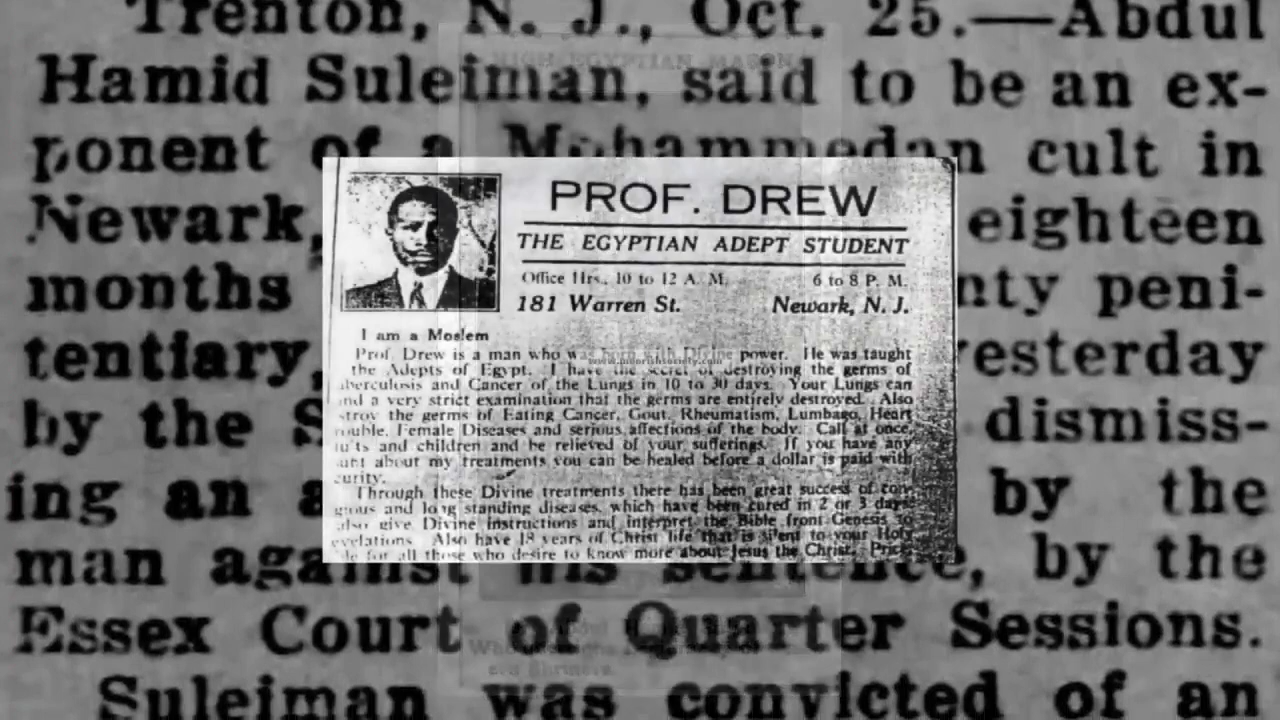 Trenton, N. J., Oct. 25.—Abdul
Hamid Suleiman, said to be an ex-
ponent of a Mohammedan cult in
Newark, eighteen
months nty peni-
tentiary, yesterday
by the S dismiss-
ing an a by the
man against his sentence, by the
Essex Court of Quarter Sessions.
Suleiman was convicted of an
HIGH EGYPTIAN MASON
PROF. DREW
THE EGYPTIAN ADEPT STUDENT
Office Hrs., 10 to 12 A. M. 6 to 8 P. M.
181 Warren St. Newark, N. J.
I am a Moslem
Prof. Drew is a man who was born with Divine power. He was taught
the Adepts of Egypt. I have the secret of destroying the germs of
berculosis and Cancer of the Lungs in 10 to 30 days. Your Lungs can
nd a very strict examination that the germs are entirely destroyed. Also
stroy the germs of Eating Cancer, Gout, Rheumatism, Lumbago, Heart
rouble, Female Diseases and serious affections of the body. Call at once,
and children and be relieved of your sufferings. If you have any
about my treatments you can be healed before a dollar is paid with
curity.
Through these Divine treatments there has been great success of con-
gious and long standing diseases, which have been cured in 2 or 3 days
also give Divine instructions and interpret the Bible from Genesis to
evelations. Also have 18 years of Christ life that is silent to your Holy
for all those who desire to know more about Jesus the Christ. Price
www.moorishsociety.com